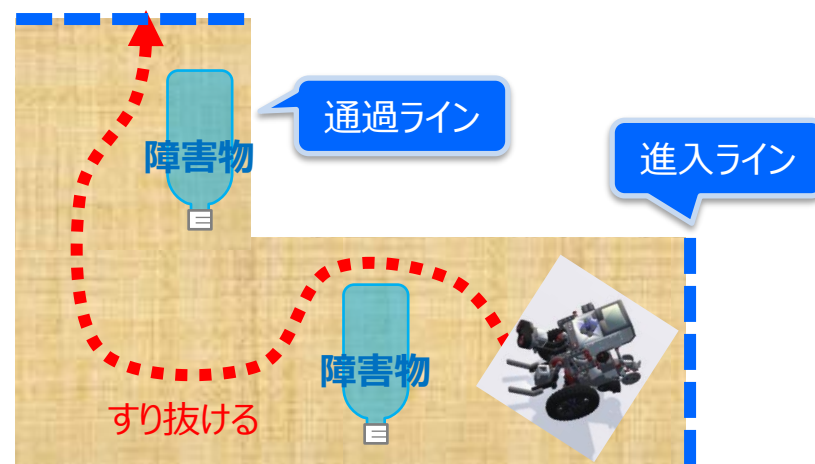 通過ライン
進入ライン
障害物
障害物
すり抜ける